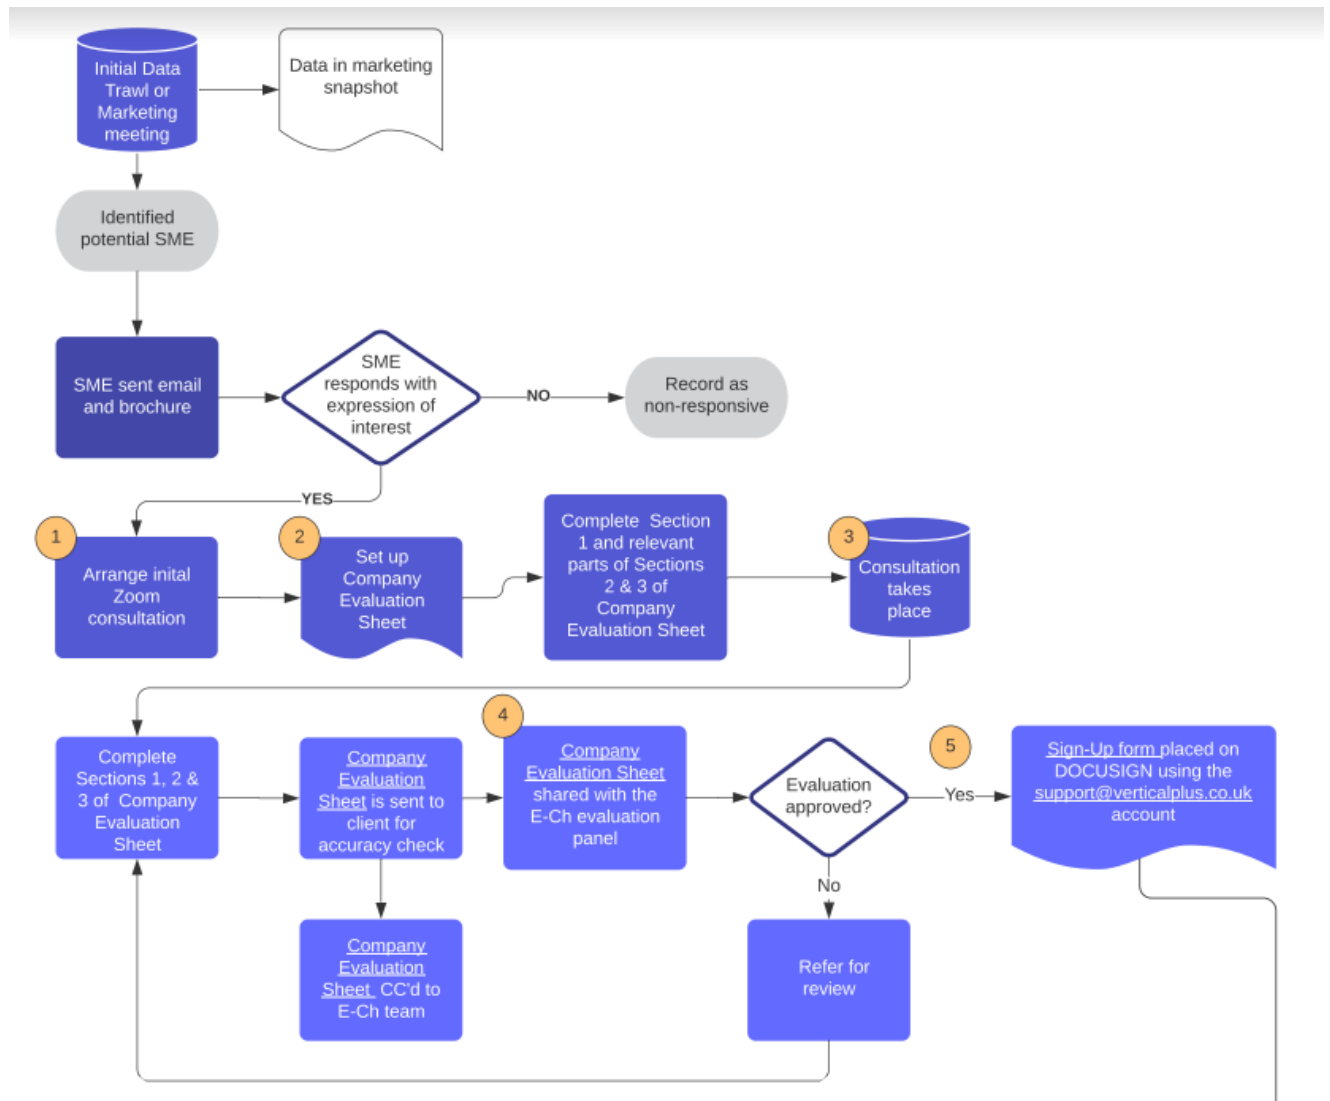 Initial Data
Trawl or
Marketing
meeting
Data in marketing
snapshot
Identified
potential SME
SME sent email
and brochure
SME
responds with
expression of
interest
NO
Record as
non-responsive
YES
1
Arrange inital
Zoom
consultation
2
Set up
Company
Evaluation
Sheet
Complete Section
1 and relevant
parts of Sections
2 & 3 of
Company
Evaluation Sheet
3
Consultation
takes
place
Complete
Sections 1, 2 &
3 of Company
Evaluation
Sheet
Company
Evaluation
Sheet is sent to
client for
accuracy check
4
Company
Evaluation Sheet
shared with the
E-Ch evaluation
panel
Evaluation
approved?
5
Yes
Sign-Up form placed on
DOCUSIGN using the
support@verticalplus.co.uk
account
No
Company
Evaluation
Sheet CC'd to
E-Ch team
Refer for
review